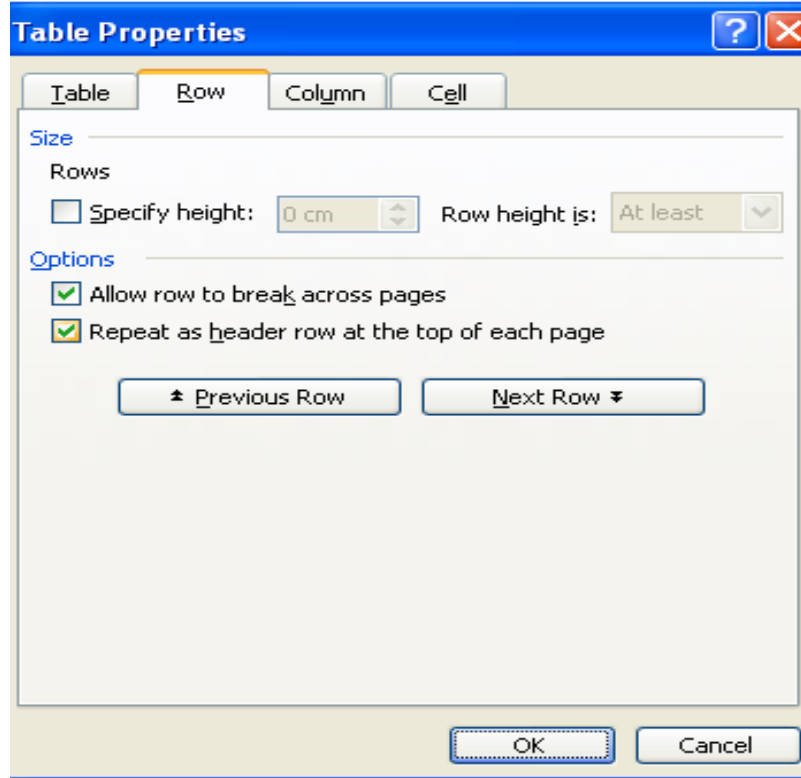 Table Properties
Table Row Column Cell
Size
Rows
Specify height: 0 cm Row height is: At least
Options
Allow row to break across pages
Repeat as header row at the top of each page
Previous Row Next Row
OK Cancel